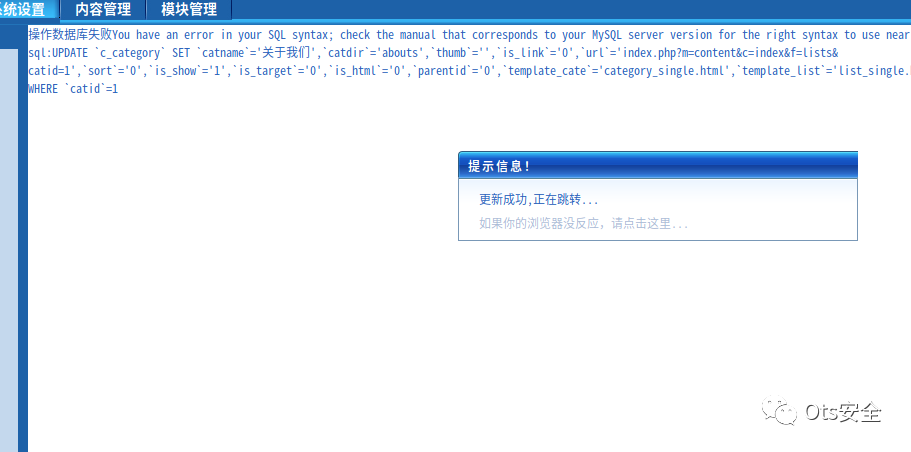 系统设置 内容管理 模块管理
操作数据库失败You have an error in your SQL syntax; check the manual that corresponds to your MySQL server version for the right syntax to use near
sql:UPDATE `c_category` SET `catname`='关于我们',`catdir`='abouts',`thumb`='',`is_link`='0',`url`='index.php?m=content&c=index&f=lists&
catid=1',`sort`='0',`is_show`='1',`is_target`='0',`is_html`='0',`parentid`='0',`template_cate`='category_single.html',`template_list`='list_single.
WHERE `catid`=1
提示信息!
更新成功,正在跳转...
如果你的浏览器没反应，请点击这里...
Ots安全